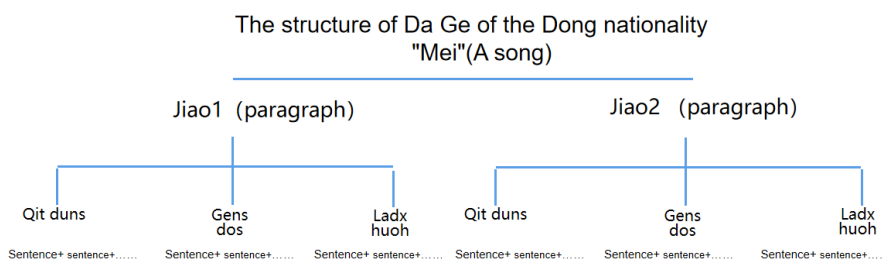 The structure of Da Ge of the Dong nationality
"Mei"(A song)
Jiao1（paragraph）
Jiao2 （paragraph）
Qit duns
Gens
dos
Ladx
huoh
Qit duns
Gens
dos
Ladx
huoh
Sentence+ sentence+……
Sentence+ sentence+……
Sentence+ sentence+……
Sentence+ sentence+……
Sentence+ sentence+……
Sentence+ sentence+……